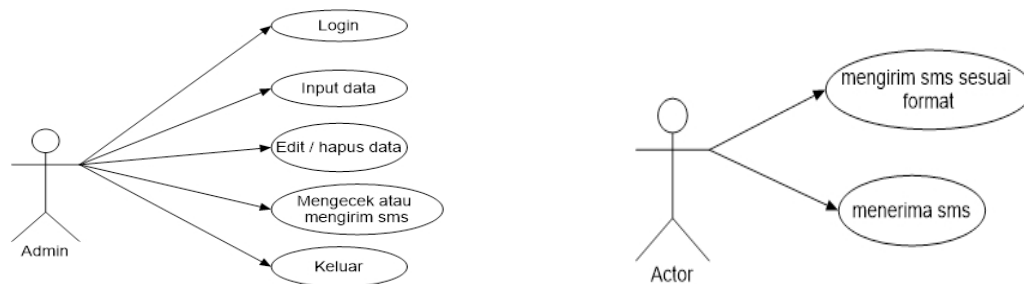 Login
Input data
Edit / hapus data
Mengecek atau
mengirim sms
Keluar
Admin
mengirim sms sesuai
format
menerima sms
Actor